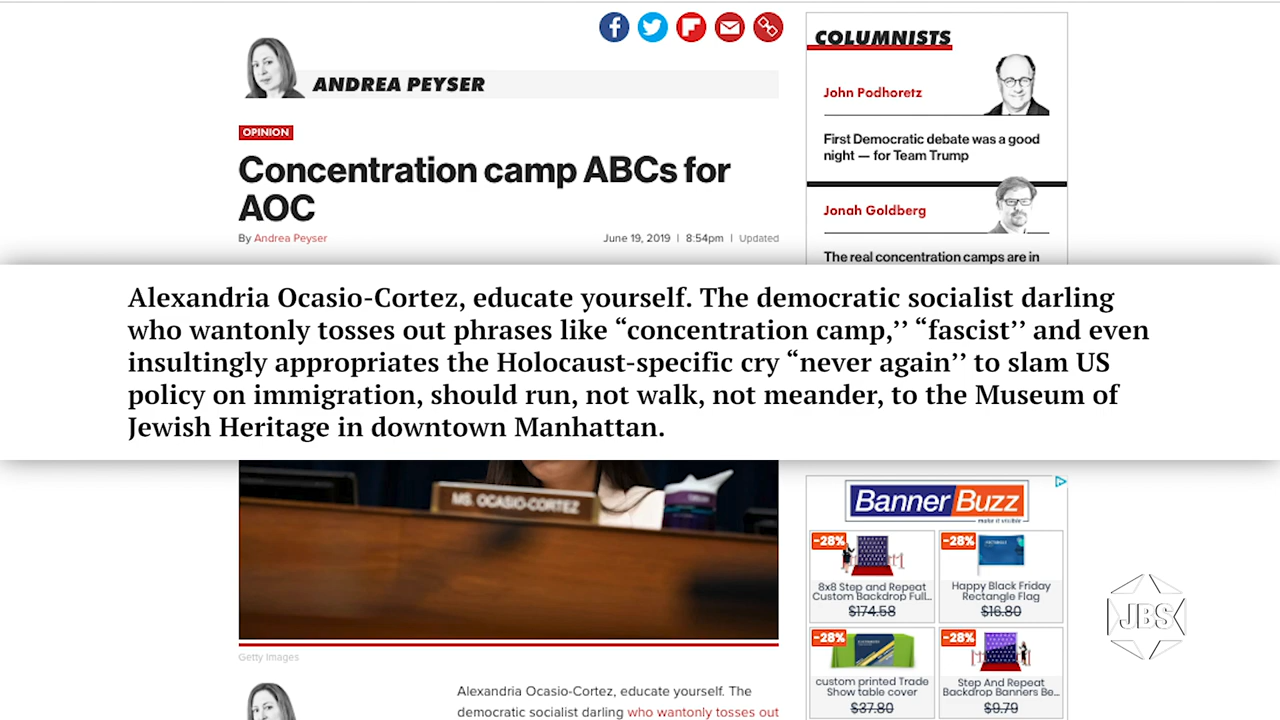 ANDREA PEYSER
OPINION
Concentration camp ABCs for
AOC
By Andrea Peyser
June 19, 2019 | 8:54pm | Updated
Alexandria Ocasio-Cortez, educate yourself. The democratic socialist darling
who wantonly tosses out phrases like “concentration camp,’’ “fascist’’ and even
insultingly appropriates the Holocaust-specific cry “never again’’ to slam US
policy on immigration, should run, not walk, not meander, to the Museum of
Jewish Heritage in downtown Manhattan.
MS. OCASIO-CORTEZ
Getty Images
Alexandria Ocasio-Cortez, educate yourself. The
democratic socialist darling who wantonly tosses out
COLUMNISTS
John Podhoretz
First Democratic debate was a good
night — for Team Trump
Jonah Goldberg
The real concentration camps are in
Banner Buzz
make it visible
-28%
8x8 Step and Repeat
Custom Backdrop Full...
$174.58
-28%
Happy Black Friday
Rectangle Flag
$16.80
-28%
custom printed Trade
Show table cover
$37.80
-28%
Step And Repeat
Backdrop Banners Be...
$9.79
JBS